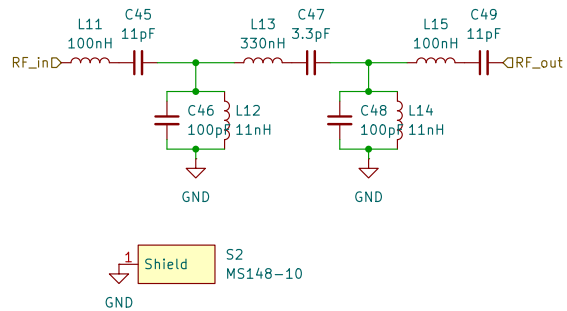 L11
100nH
C45
11pF
L13
330nH
C47
3.3pF
L15
100nH
C49
11pF
RF_in
RF_out
C46
100pF
L12
11nH
C48
100pF
L14
11nH
GND
GND
1
Shield
S2
MS148-10
GND